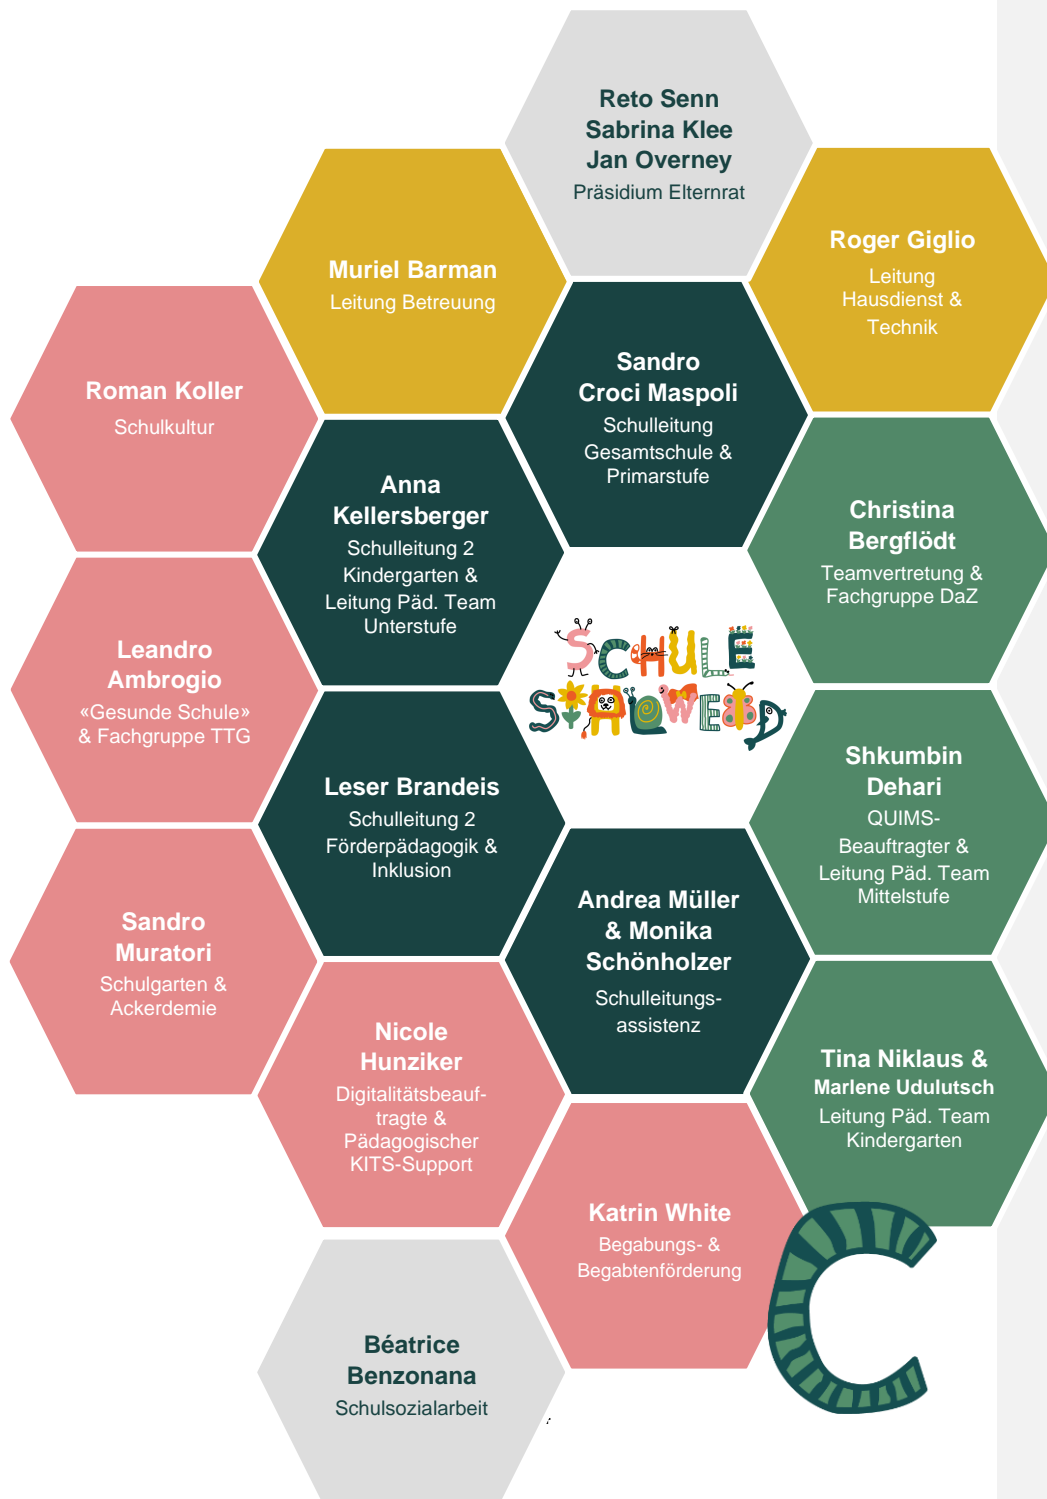 Reto Senn
Sabrina Klee
Jan Overney
Präsidium Elternrat
Muriel Barman
Leitung Betreuung
Roger Giglio
Leitung
Hausdienst &
Technik
Roman Koller
Schulkultur
Sandro
Croci Maspoli
Schulleitung
Gesamtschule &
Primarstufe
Anna
Kellersberger
Schulleitung 2
Kindergarten &
Leitung Päd. Team
Unterstufe
Christina
Bergflödt
Teamvertretung &
Fachgruppe DaZ
Leandro
Ambrogio
«Gesunde Schule»
& Fachgruppe TTG
SCHULE
SIHLWEID
Leser Brandeis
Schulleitung 2
Förderpädagogik &
Inklusion
Shkumbin
Dehari
QUIMS-
Beauftragter &
Leitung Päd. Team
Mittelstufe
Sandro
Muratori
Schulgarten &
Ackerdemie
Andrea Müller
& Monika
Schönholzer
Schulleitungs-
assistenz
Nicole
Hunziker
Digitalitätsbeauf-
tragte &
Pädagogischer
KITS-Support
Tina Niklaus &
Marlene Udulutsch
Leitung Päd. Team
Kindergarten
Katrin White
Begabungs- &
Begabtenförderung
C
Béatrice
Benzonana
Schulsozialarbeit